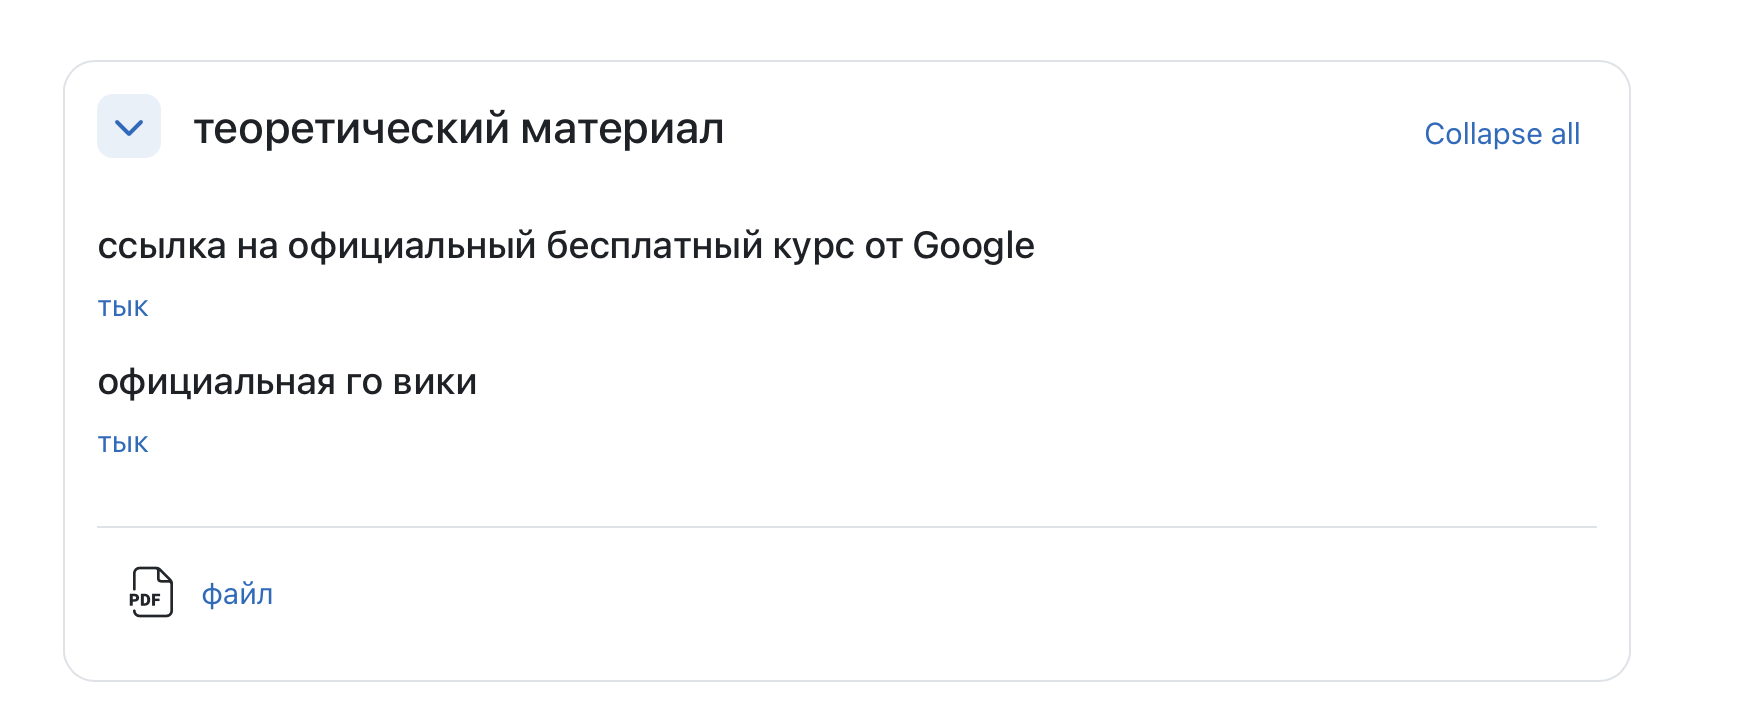 теоретический материал
Collapse all
ссылка на официальный бесплатный курс от Google
тык
официальная го вики
тык
PDF
файл